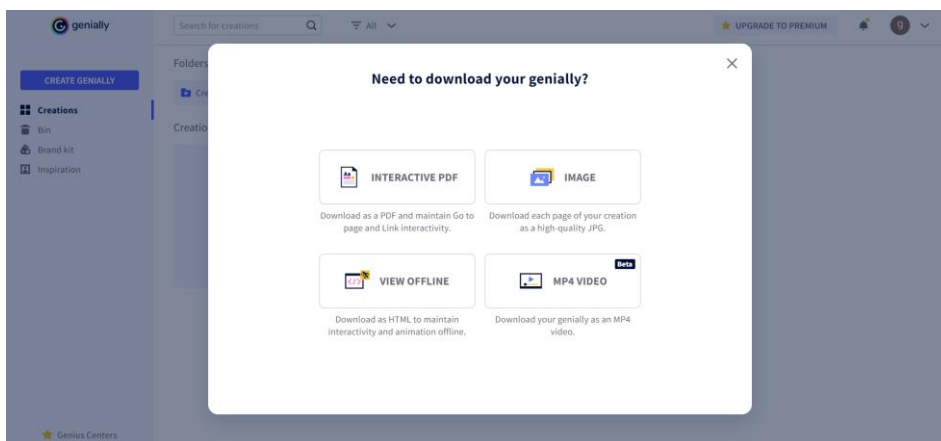 genially
Search for creations
All
UPGRADE TO PREMIUM
g
CREATE GENIALLY
Creations
Bin
Brand kit
Inspiration
Genius Centers
Folders
Creatio
Need to download your genially?
INTERACTIVE PDF
Download as a PDF and maintain Go to
page and Link interactivity.
IMAGE
Download each page of your creation
as a high-quality JPG.
VIEW OFFLINE
Download as HTML to maintain
interactivity and animation offline.
Beta
MP4 VIDEO
Download your genially as an MP4
video.